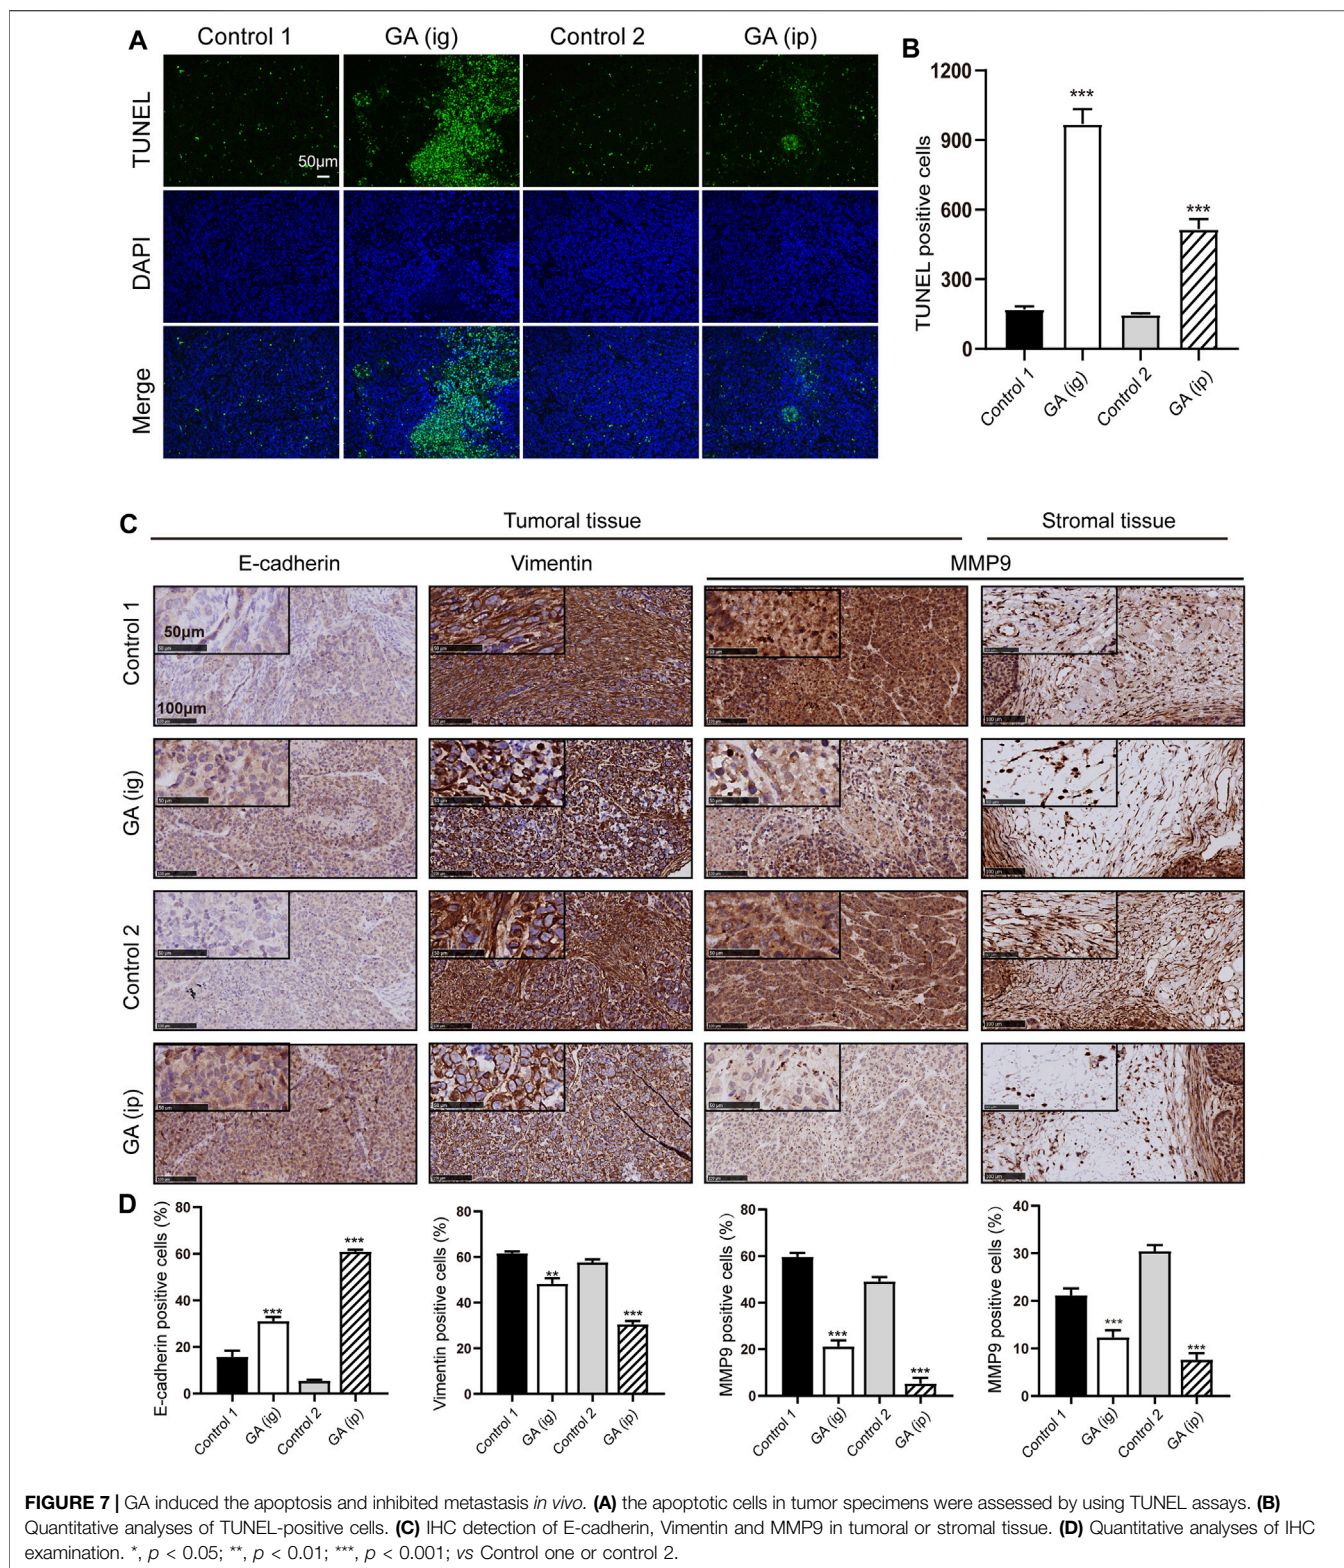 A
Control 1 GA (ig) Control 2 GA (ip)
TUNEL
50μm
DAPI
Merge
B
TUNEL positive cells
1200
900
600
300
0
***
***
Control 1 GA (ig) Control 2 GA (ip)
C
Tumoral tissue Stromal tissue
E-cadherin Vimentin MMP9
Control 1
50μm
50 μm
100μm
GA (ig)
Control 2
GA (ip)
D
E-cadherin positive cells (%)
80
60
40
20
0
***
***
Control 1 GA (ig) Control 2 GA (ip)
Vimentin positive cells (%)
80
60
40
20
0
**
***
Control 1 GA (ig) Control 2 GA (ip)
MMP9 positive cells (%)
80
60
40
20
0
***
***
Control 1 GA (ig) Control 2 GA (ip)
MMP9 positive cells (%)
40
30
20
10
0
***
***
Control 1 GA (ig) Control 2 GA (ip)
FIGURE 7 | GA induced the apoptosis and inhibited metastasis in vivo. (A) the apoptotic cells in tumor specimens were assessed by using TUNEL assays. (B)
Quantitative analyses of TUNEL-positive cells. (C) IHC detection of E-cadherin, Vimentin and MMP9 in tumoral or stromal tissue. (D) Quantitative analyses of IHC
examination. *, p < 0.05; **, p < 0.01; ***, p < 0.001; vs Control one or control 2.